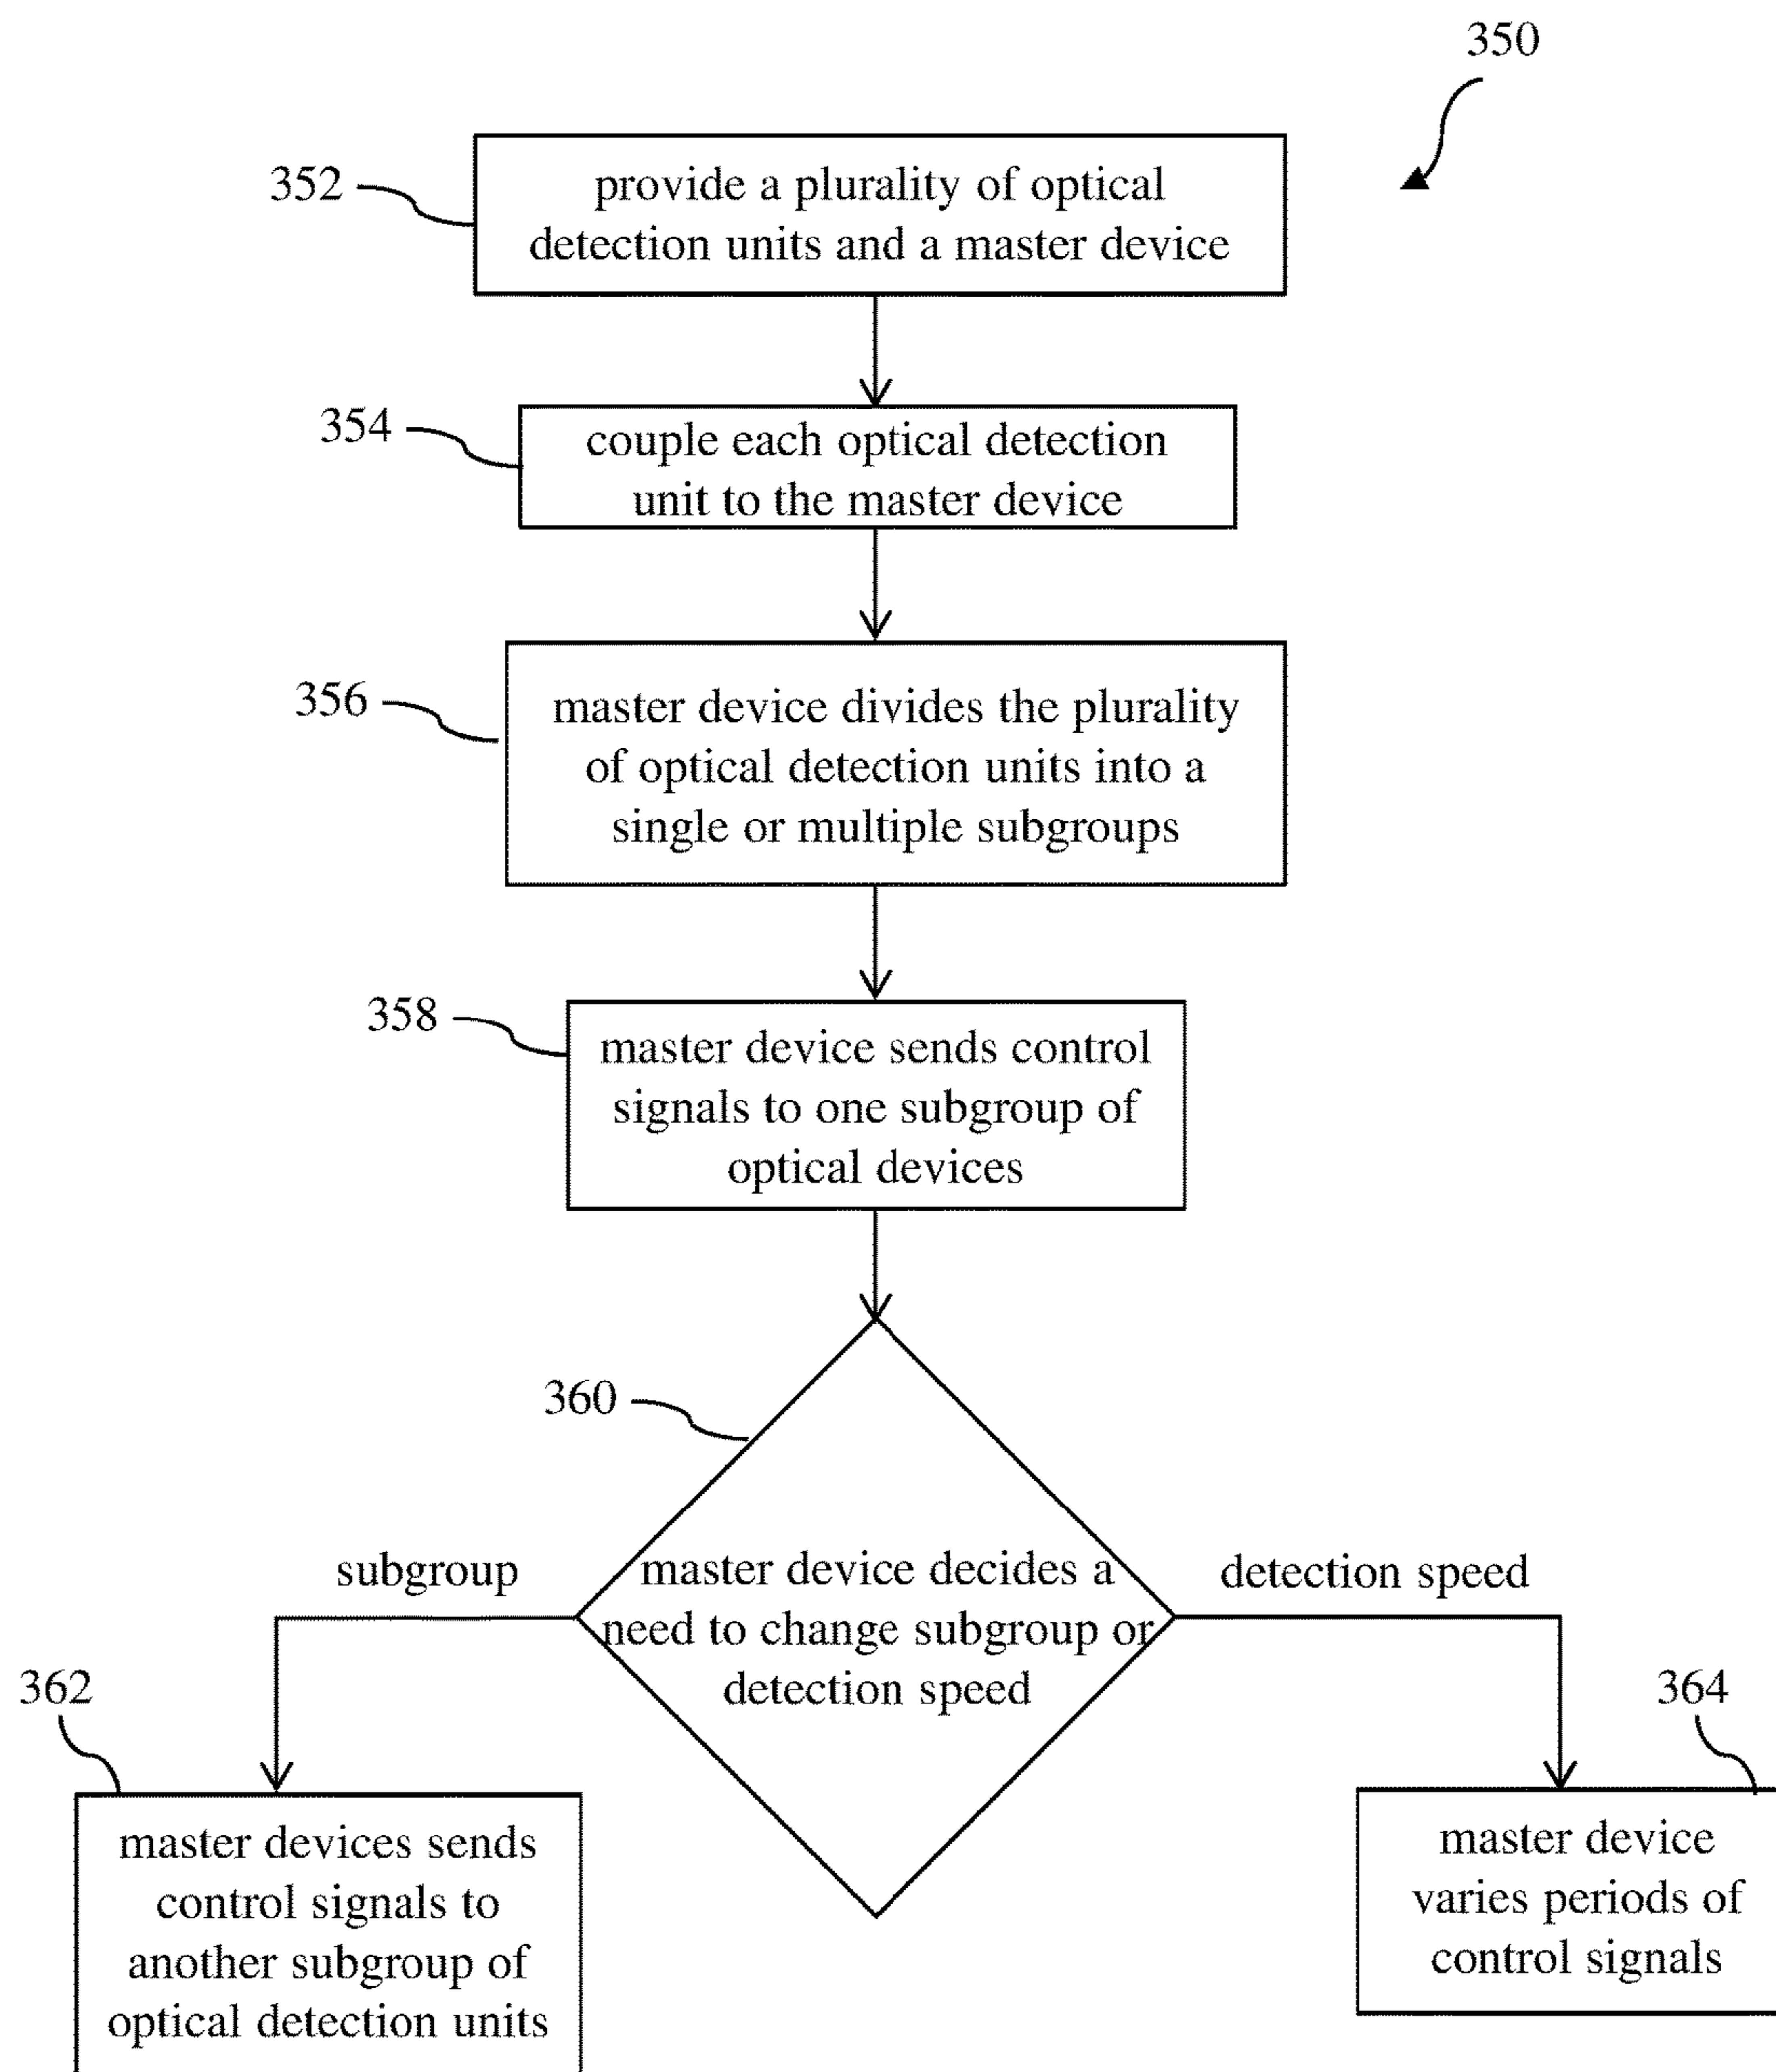 350
352
provide a plurality of optical
detection units and a master device
354
couple each optical detection
unit to the master device
356
master device divides the plurality
of optical detection units into a
single or multiple subgroups
358
master device sends control
signals to one subgroup of
optical devices
360
subgroup
master device decides a
need to change subgroup or
detection speed
detection speed
362
master devices sends
control signals to
another subgroup of
optical detection units
364
master device
varies periods of
control signals